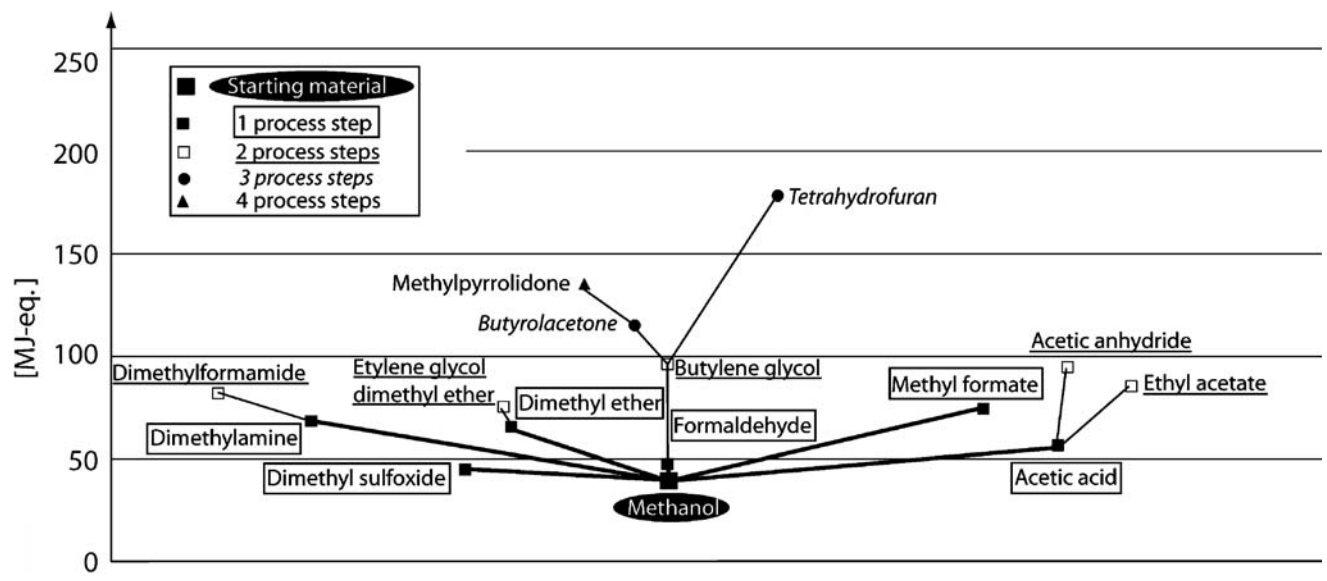 250
Starting material
1 process step
2 process steps
3 process steps
4 process steps
200
Tetrahydrofuran
150
Methylpyrrolidone
Butyrolacetone
[MJ-eq.]
100
Acetic anhydride
Dimethylformamide
Etylene glycol
dimethyl ether
Dimethyl ether
Butylene glycol
Methyl formate
Ethyl acetate
Dimethylamine
Formaldehyde
50
Dimethyl sulfoxide
Acetic acid
Methanol
0